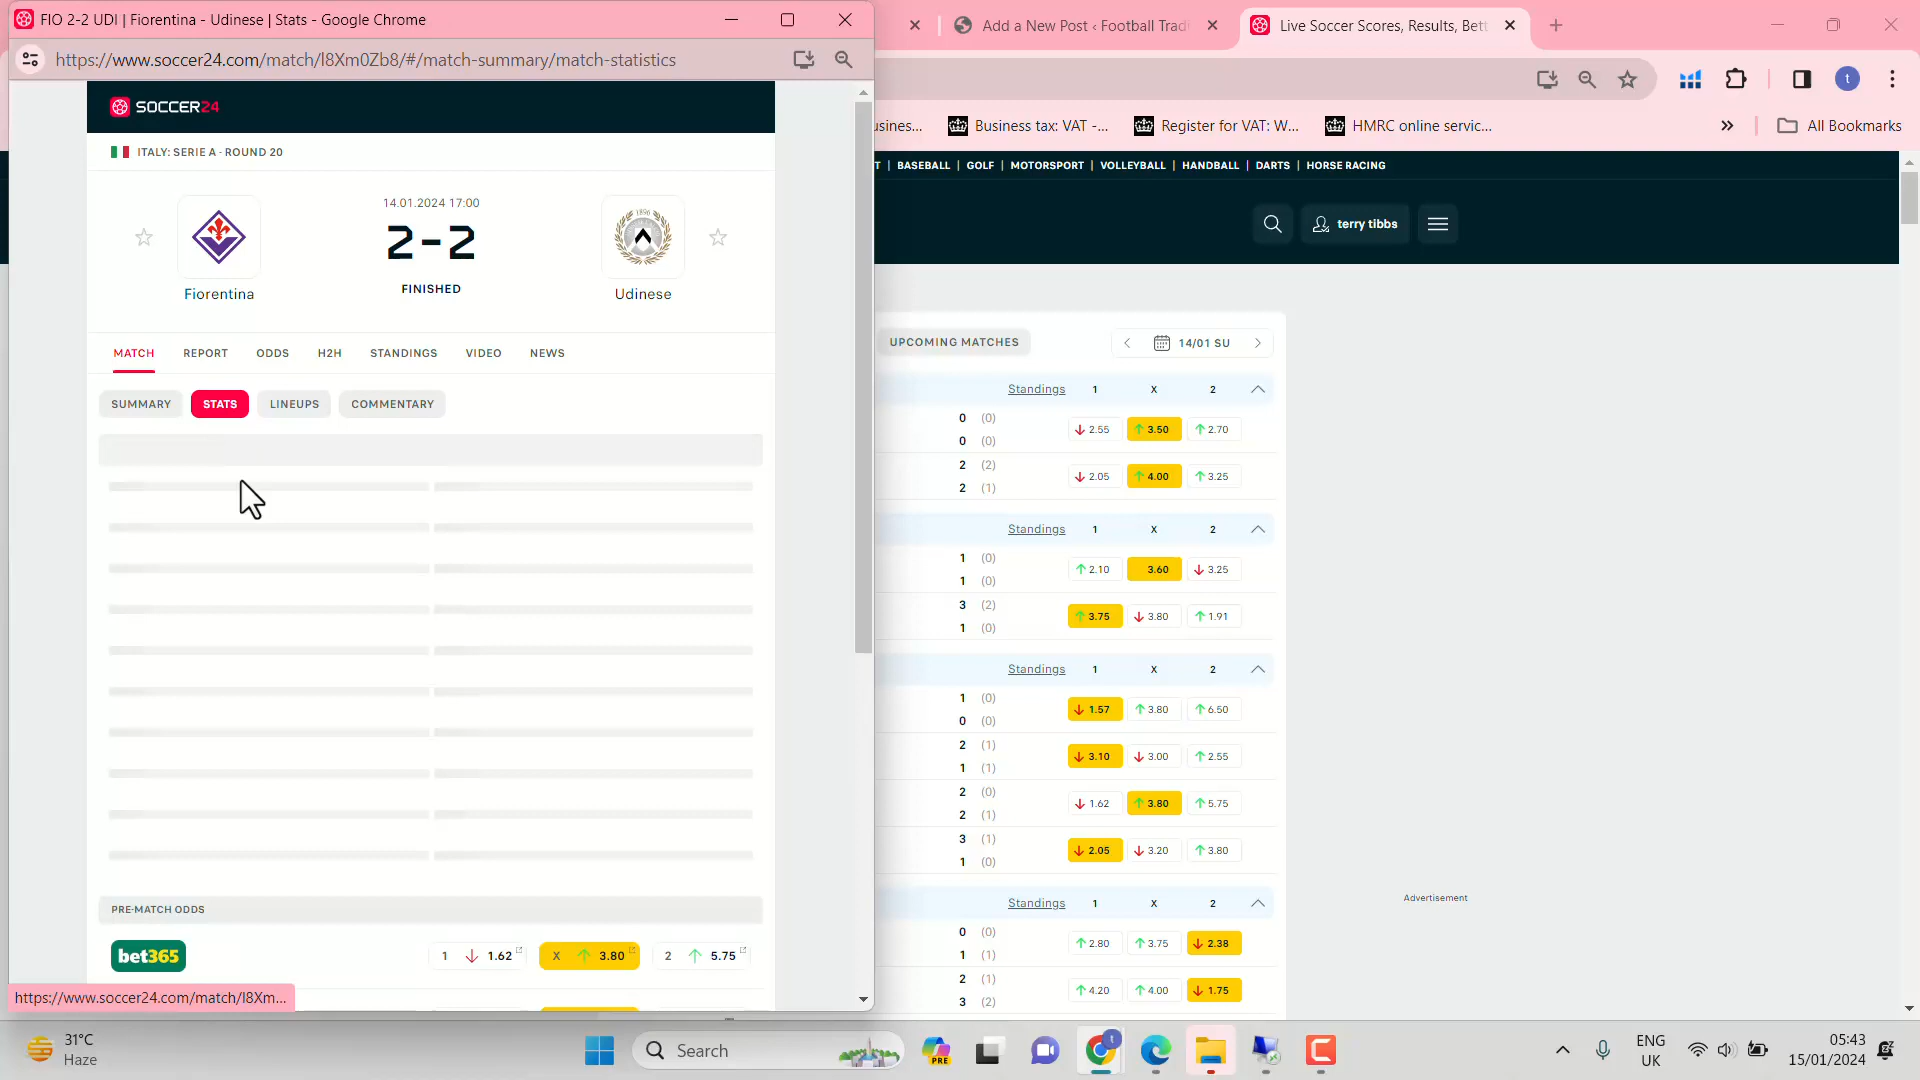 FIO 2-2 UDI | Fiorentina - Udinese | Stats - Google Chrome
Add a New Post ‹ Football Trad
Live Soccer Scores, Results, Bett
https://www.soccer24.com/match/l8Xm0Zb8/#/match-summary/match-statistics
t
usines...
Business tax: VAT -...
Register for VAT: W...
HMRC online servic...
All Bookmarks
SOCCER24
T | BASEBALL | GOLF | MOTORSPORT | VOLLEYBALL | HANDBALL | DARTS | HORSE RACING
terry tibbs
ITALY: SERIE A - ROUND 20
14.01.2024 17:00
2-2
FINISHED
Fiorentina
1896
Udinese
MATCH REPORT ODDS H2H STANDINGS VIDEO NEWS
SUMMARY STATS LINEUPS COMMENTARY
PRE-MATCH ODDS
bet365 1 1.62 X 3.80 2 5.75
https://www.soccer24.com/match/l8Xm...
UPCOMING MATCHES 14/01 SU
Standings 1 X 2
0 (0)
0 (0)
2.55 3.50 2.70
2 (2)
2 (1)
2.05 4.00 3.25
Standings 1 X 2
1 (0)
1 (0)
2.10 3.60 3.25
3 (2)
1 (0)
3.75 3.80 1.91
Standings 1 X 2
1 (0)
0 (0)
1.57 3.80 6.50
2 (1)
1 (1)
3.10 3.00 2.55
2 (0)
2 (1)
1.62 3.80 5.75
3 (1)
1 (0)
2.05 3.20 3.80
Standings 1 X 2
0 (0)
1 (1)
2.80 3.75 2.38
2 (1)
3 (2)
4.20 4.00 1.75
Advertisement
31°C
Haze
Search
PRE
t
ENG
UK
05:43
15/01/2024